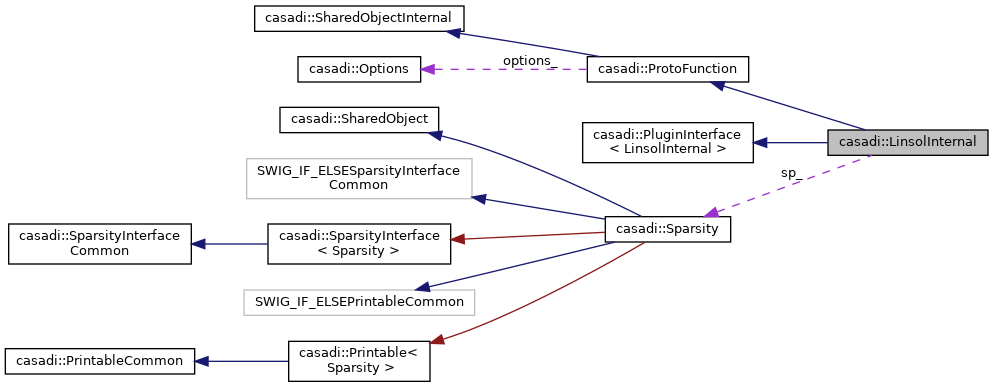 casadi::SharedObjectInternal
options_
casadi::Options
casadi::ProtoFunction
casadi::SharedObject
casadi::PluginInterface
< LinsolInternal >
casadi::LinsolInternal
SWIG_IF_ELSESparsityInterface
Common
sp_
casadi::Sparsity
casadi::SparsityInterface
Common
casadi::SparsityInterface
< Sparsity >
SWIG_IF_ELSEPrintableCommon
casadi::PrintableCommon
casadi::Printable<
Sparsity >